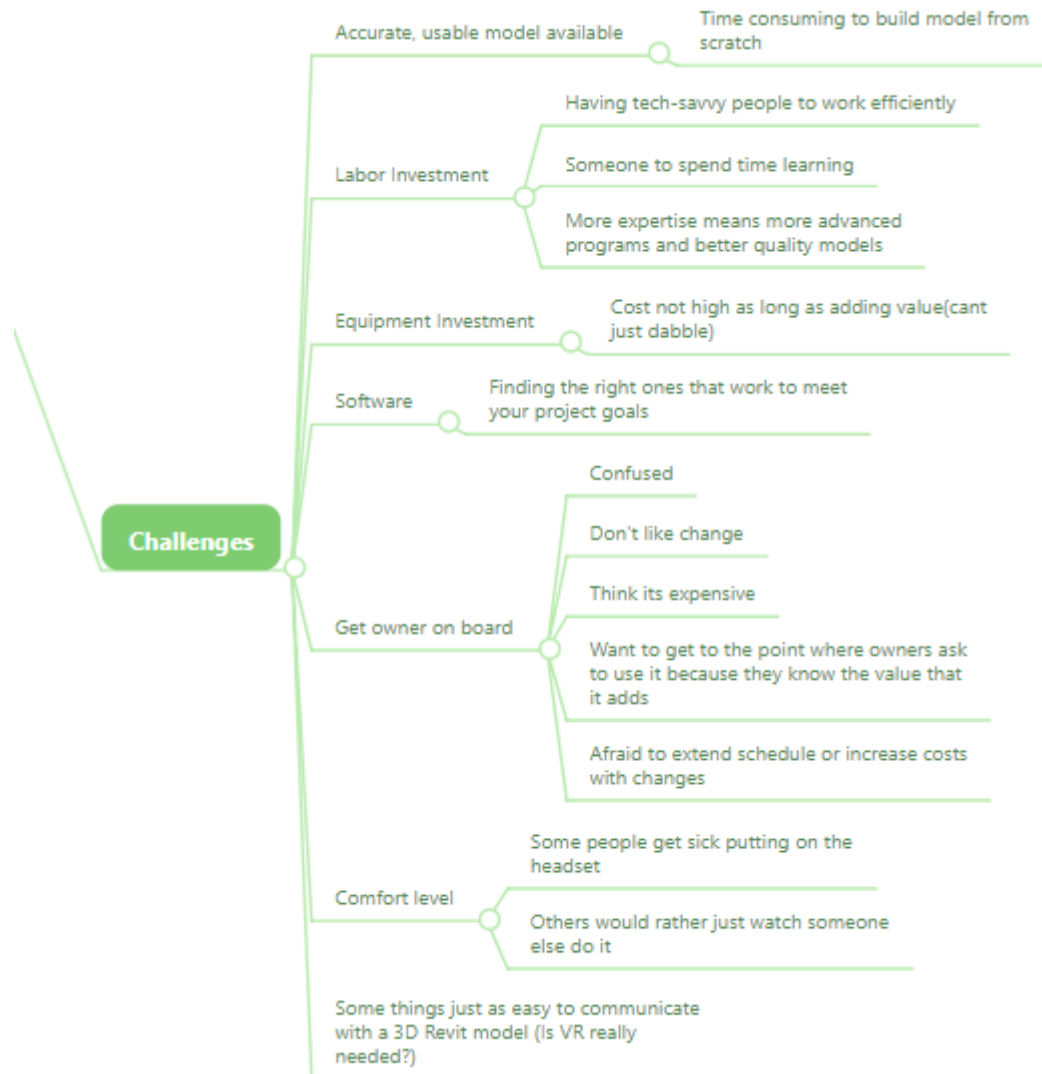 Accurate, usable model available
Time consuming to build model from
scratch
Having tech-savvy people to work efficiently
Labor Investment
Someone to spend time learning
More expertise means more advanced
programs and better quality models
Equipment Investment
Cost not high as long as adding value(cant
just dabble)
Software
Finding the right ones that work to meet
your project goals
Challenges
Get owner on board
Confused
Don't like change
Think its expensive
Want to get to the point where owners ask
to use it because they know the value that
it adds
Afraid to extend schedule or increase costs
with changes
Comfort level
Some people get sick putting on the
headset
Others would rather just watch someone
else do it
Some things just as easy to communicate
with a 3D Revit model (Is VR really
needed?)